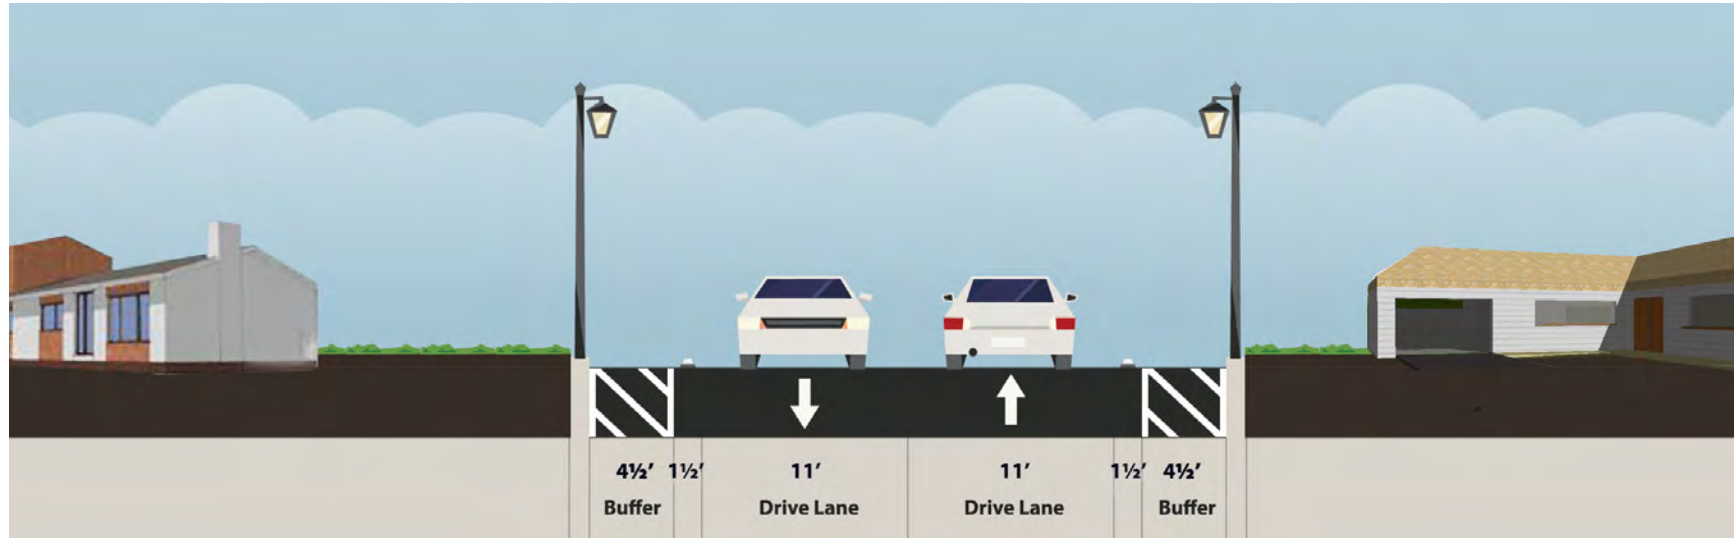 4½’ 1½’ 11’ 11’ 1½’ 4½’
Buffer Drive Lane Drive Lane Buffer